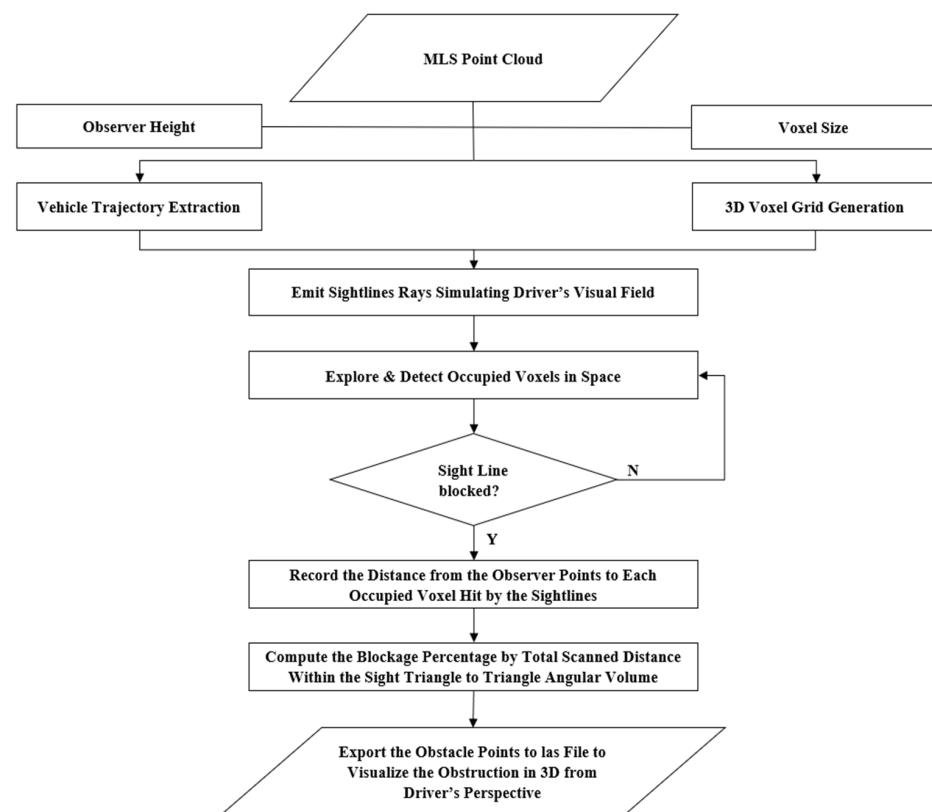 MLS Point Cloud
Observer Height
Voxel Size
Vehicle Trajectory Extraction
3D Voxel Grid Generation
Emit Sightlines Rays Simulating Driver's Visual Field
Explore & Detect Occupied Voxels in Space
Sight Line
blocked?
N
Y
Record the Distance from the Observer Points to Each
Occupied Voxel Hit by the Sightlines
Compute the Blockage Percentage by Total Scanned Distance
Within the Sight Triangle to Triangle Angular Volume
Export the Obstacle Points to las File to
Visualize the Obstruction in 3D from
Driver's Perspective